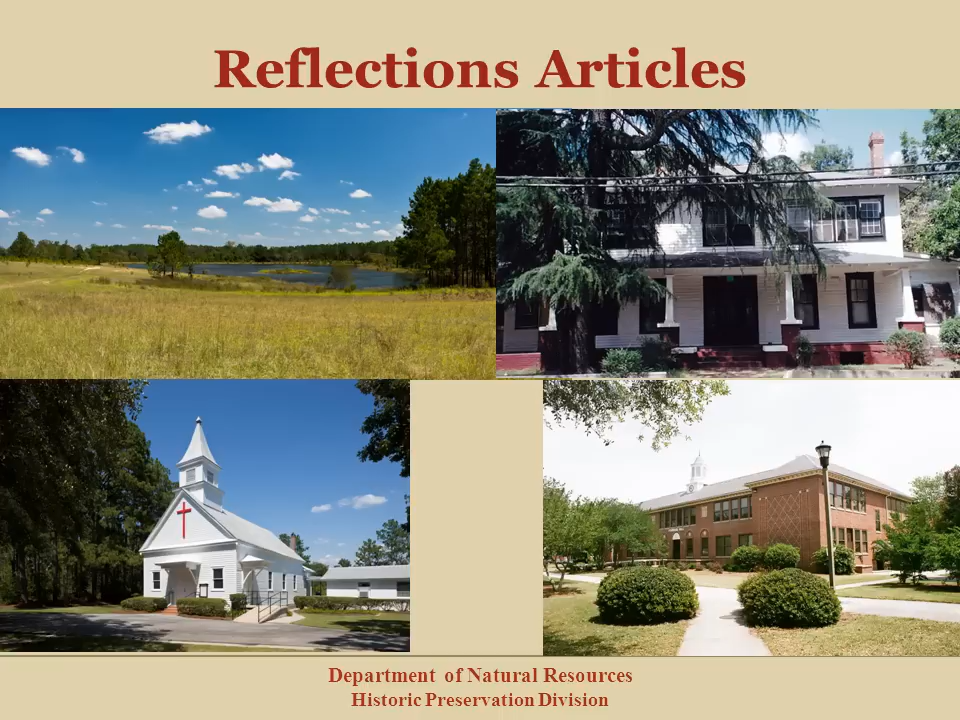 Reflections Articles
Department of Natural Resources
Historic Preservation Division